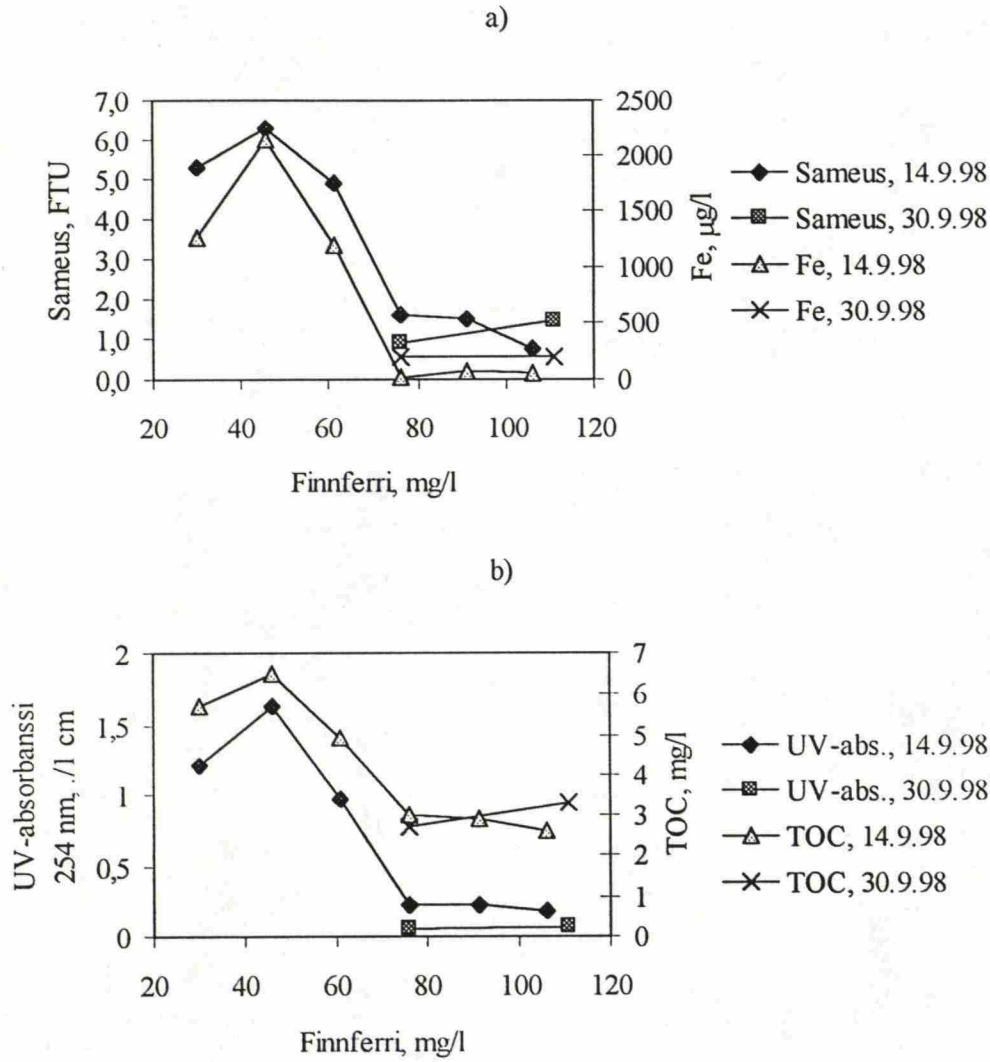 a)
Sameus, FTU
7,0
6,0
5,0
4,0
3,0
2,0
1,0
0,0
2500
2000
1500
1000
500
0
Fe, µg/l
20 40 60 80 100 120
Finnferri, mg/l
Sameus, 14.9.98
Sameus, 30.9.98
Fe, 14.9.98
Fe, 30.9.98
b)
UV-absorbanssi
254 nm, ./1 cm
2
1,5
1
0,5
0
7
6
5
4
3
2
1
0
TOC, mg/l
20 40 60 80 100 120
Finnferri, mg/l
UV-abs., 14.9.98
UV-abs., 30.9.98
TOC, 14.9.98
TOC, 30.9.98